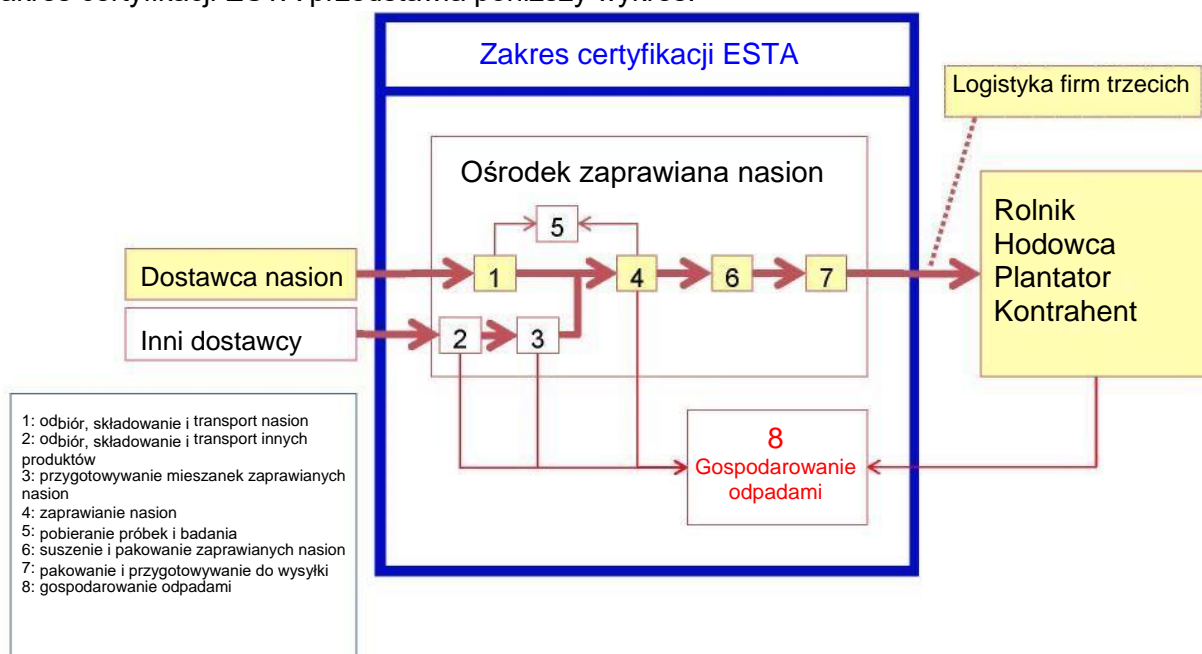 Zakres certyfikacji ESTA
Logistyka firm trzecich
Ośrodek zaprawiana nasion
5
Rolnik
Hodowca
Plantator
Kontrahent
Dostawca nasion
1
4
6
7
Inni dostawcy
2
3
1: odbiór, składowanie i transport nasion
2: odbiór, składowanie i transport innych
produktów
3: przygotowywanie mieszanek zaprawianych
nasion
4: zaprawianie nasion
5: pobieranie próbek i badania
6: suszenie i pakowanie zaprawianych nasion
7: pakowanie i przygotowywanie do wysyłki
8: gospodarowanie odpadami
8
Gospodarowanie
odpadami